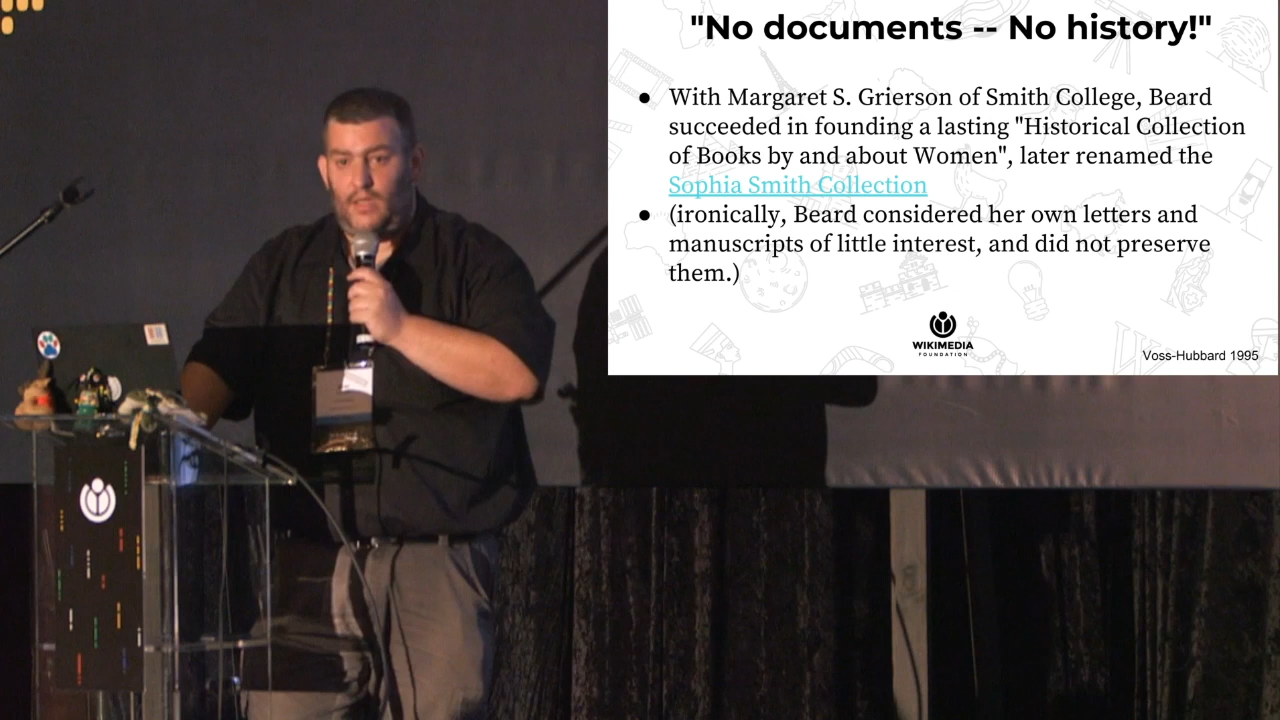 "No documents -- No history!"
● With Margaret S. Grierson of Smith College, Beard
succeeded in founding a lasting "Historical Collection
of Books by and about Women", later renamed the
Sophia Smith Collection
● (ironically, Beard considered her own letters and
manuscripts of little interest, and did not preserve
them.)
WIKIMEDIA
FOUNDATION
Voss-Hubbard 1995